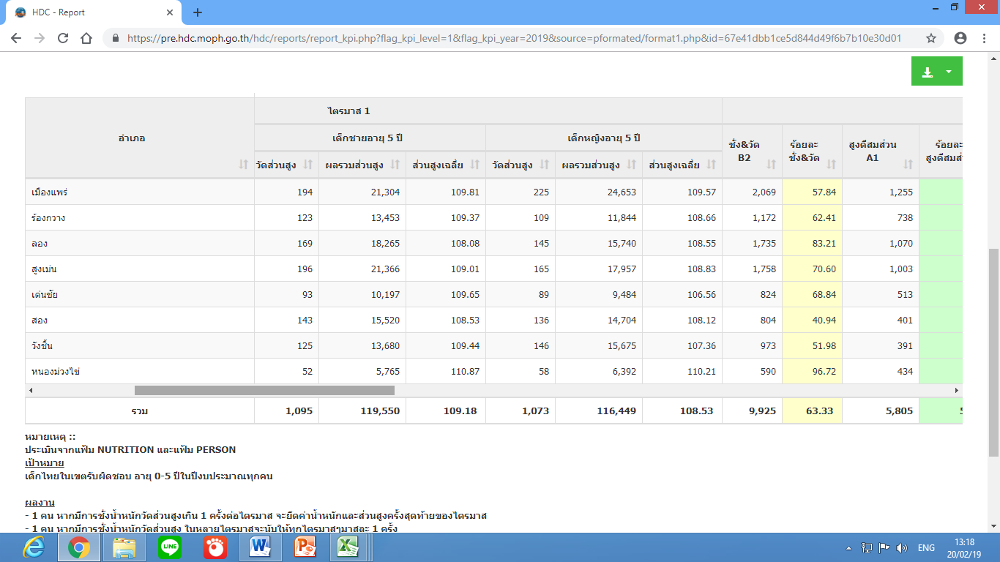 HDC - Report
https://pre.hdc.moph.go.th/hdc/reports/report_kpi.php?flag_kpi_level=1&flag_kpi_year=2019&source=pformated/format1.php&id=67e41dbb1ce5d844d49f6b7b10e30d01
ไตรมาส 1
อำเภอ เด็กชายอายุ 5 ปี เด็กหญิงอายุ 5 ปี ชั่ง&วัด B2 ร้อยละ ชั่ง&วัด สูงดีสมส่วน A1 ร้อยละ สูงดีสมส่
วัดส่วนสูง ผลรวมส่วนสูง ส่วนสูงเฉลี่ย วัดส่วนสูง ผลรวมส่วนสูง ส่วนสูงเฉลี่ย
เมืองแพร่ 194 21,304 109.81 225 24,653 109.57 2,069 57.84 1,255
ร้องกวาง 123 13,453 109.37 109 11,844 108.66 1,172 62.41 738
ลอง 169 18,265 108.08 145 15,740 108.55 1,735 83.21 1,070
สูงเม่น 196 21,366 109.01 165 17,957 108.83 1,758 70.60 1,003
เด่นชัย 93 10,197 109.65 89 9,484 106.56 824 68.84 513
สอง 143 15,520 108.53 136 14,704 108.12 804 40.94 401
วังชิ้น 125 13,680 109.44 146 15,675 107.36 973 51.98 391
หนองม่วงไข่ 52 5,765 110.87 58 6,392 110.21 590 96.72 434
รวม 1,095 119,550 109.18 1,073 116,449 108.53 9,925 63.33 5,805
หมายเหตุ ::
ประเมินจากแฟ้ม NUTRITION และแฟ้ม PERSON
เป้าหมาย
เด็กไทยในเขตรับผิดชอบ อายุ 0-5 ปีในปีงบประมาณทุกคน
ผลงาน
- 1 คน หากมีการชั่งน้ำหนักวัดส่วนสูงเกิน 1 ครั้งต่อไตรมาส จะยึดค่าน้ำหนักและส่วนสูงครั้งสุดท้ายของไตรมาส
- 1 คน หากมีการชั่งน้ำหนักวัดส่วนสูง ในหลายไตรมาสจะนับให้ทุกไตรมาสๆมาสละ 1 ครั้ง
LINE
ENG
13:18
20/02/19